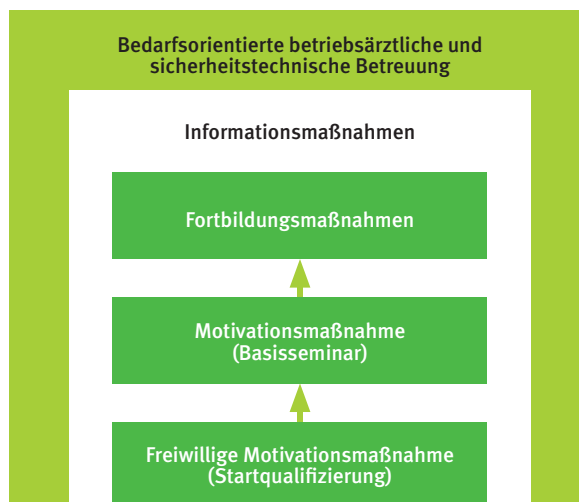 Bedarfsorientierte betriebsärztliche und
sicherheitstechnische Betreuung
Informationsmaßnahmen
Fortbildungsmaßnahmen
Motivationsmaßnahme
(Basisseminar)
Freiwillige Motivationsmaßnahme
(Startqualifizierung)